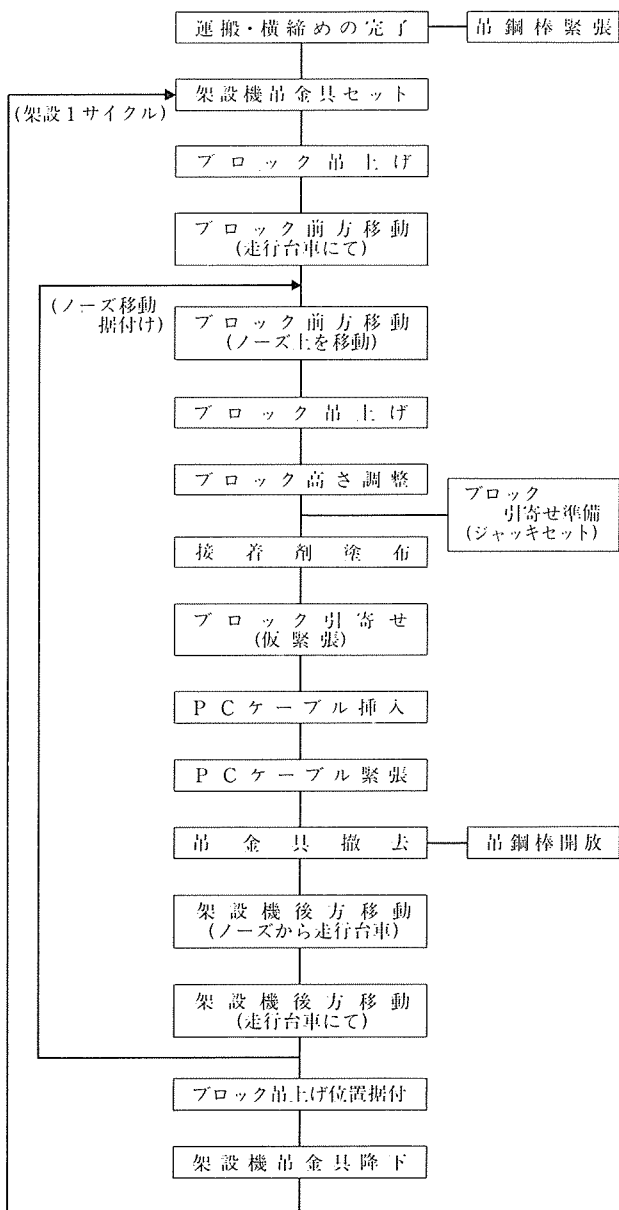 運搬・横締めの完了
吊鋼棒緊張
架設機吊金具セット
(架設1サイクル)
ブロック吊上げ
ブロック前方移動
(走行台車にて)
(ノーズ移動
据付け)
ブロック前方移動
(ノーズ上を移動)
ブロック吊上げ
ブロック高さ調整
ブロック
引寄せ準備
(ジャッキセット)
接着剤塗布
ブロック引寄せ
(仮緊張)
PCケーブル挿入
PCケーブル緊張
吊金具撤去
吊鋼棒開放
架設機後方移動
(ノーズから走行台車)
架設機後方移動
(走行台車にて)
ブロック吊上げ位置据付
架設機吊金具降下